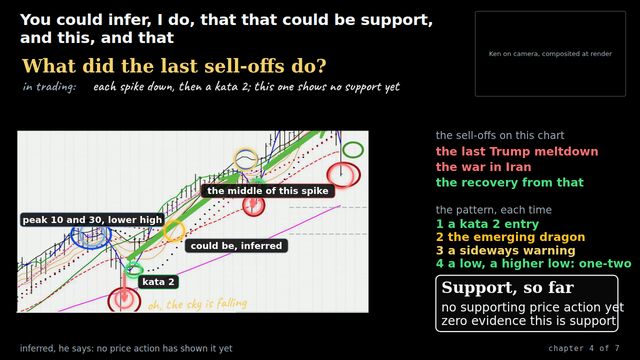 You could infer, I do, that that could be support,
and this, and that
Ken on camera, composited at render
What did the last sell-offs do?
in trading: each spike down, then a kata 2; this one shows no support yet
the sell-offs on this chart
the last Trump meltdown
the war in Iran
the recovery from that
the pattern, each time
1 a kata 2 entry
2 the emerging dragon
3 a sideways warning
4 a low, a higher low: one-two
Support, so far
no supporting price action yet
zero evidence this is support
the middle of this spike
peak 10 and 30, lower high
could be, inferred
kata 2
oh, the sky is falling
inferred, he says: no price action has shown it yet
chapter 4 of 7